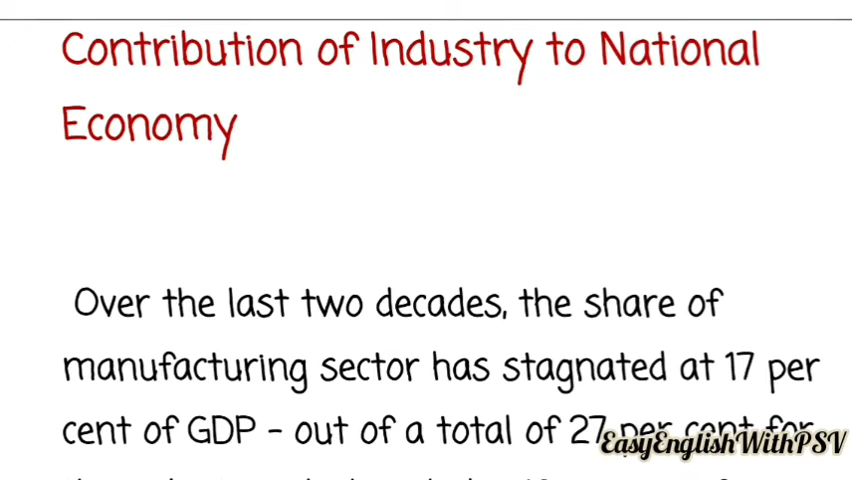 Contribution of Industry to National
Economy
Over the last two decades, the share of
manufacturing sector has stagnated at 17 per
cent of GDP – out of a total of 27 per cent for
EasyEnglishWithPSV